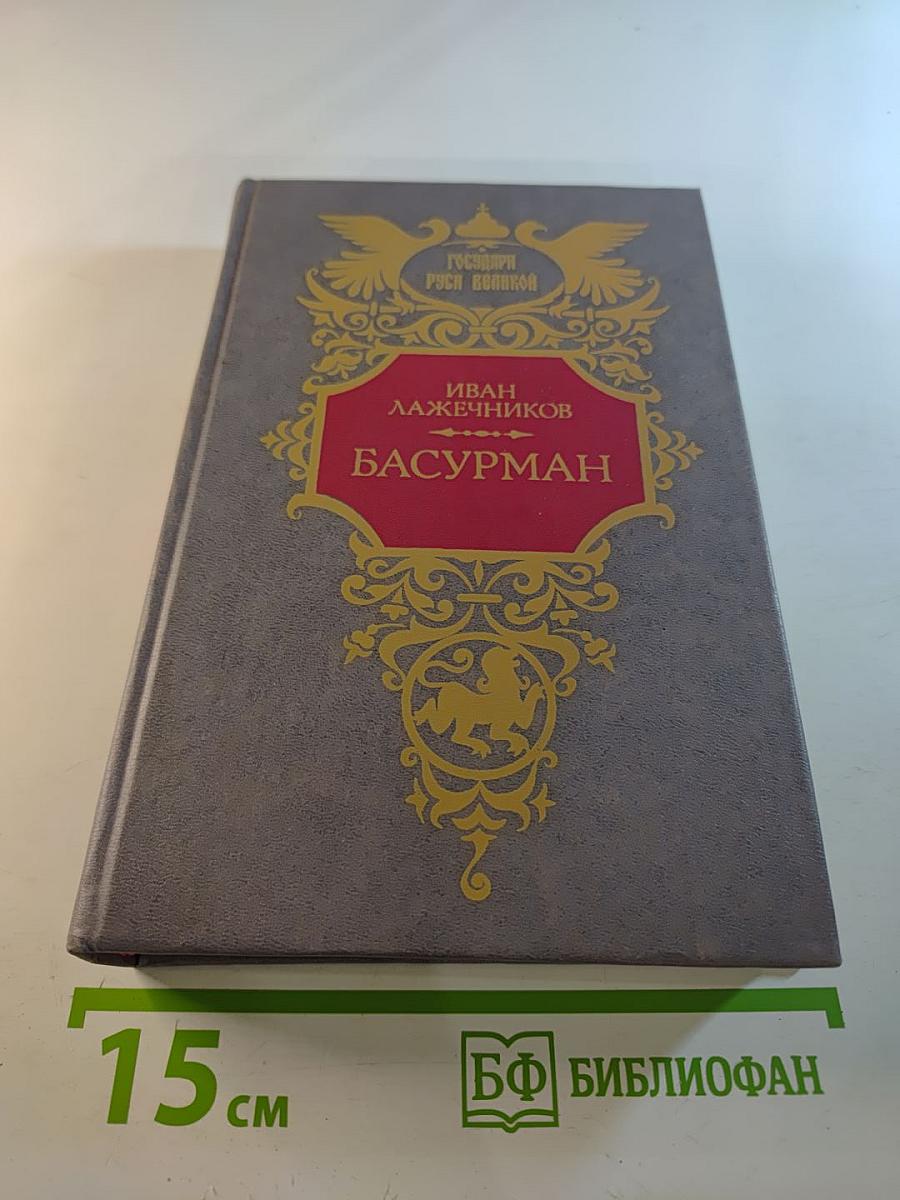 ГОСУДАРИ
РУСИ ВЕЛИКОЙ
ИВАН
ЛАЖЕЧНИКОВ
БАСУРМАН
15 см
БФ БИБЛИОФАН